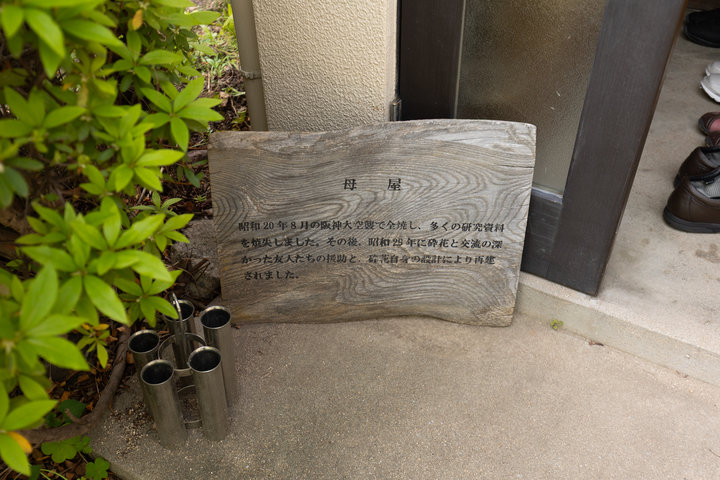 母屋
昭和20年8月の阪神大空襲で全焼し、多くの研究資料
を焼失しました。その後、昭和25年に砕花と交流の深
かった友人たちの援助と、砕花自身の設計により再建
されました。